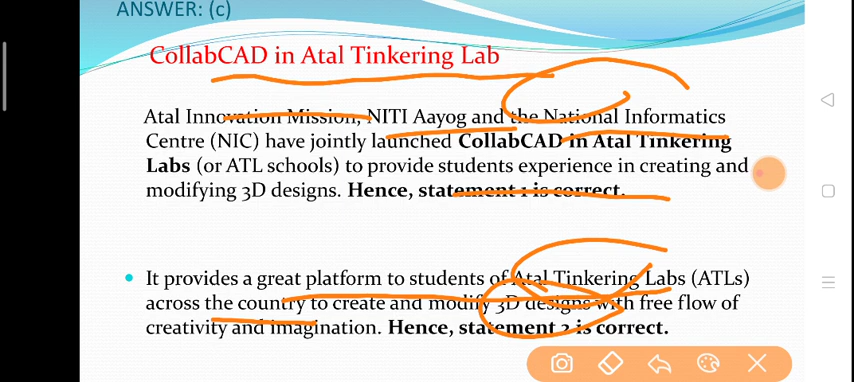 ANSWER: (c)
CollabCAD in Atal Tinkering Lab
Atal Innovation Mission, NITI Aayog and the National Informatics
Centre (NIC) have jointly launched CollabCAD in Atal Tinkering
Labs (or ATL schools) to provide students experience in creating and
modifying 3D designs. Hence, statement 1 is correct.
• It provides a great platform to students of Atal Tinkering Labs (ATLs)
across the country to create and modify 3D designs with free flow of
creativity and imagination. Hence, statement 2 is correct.